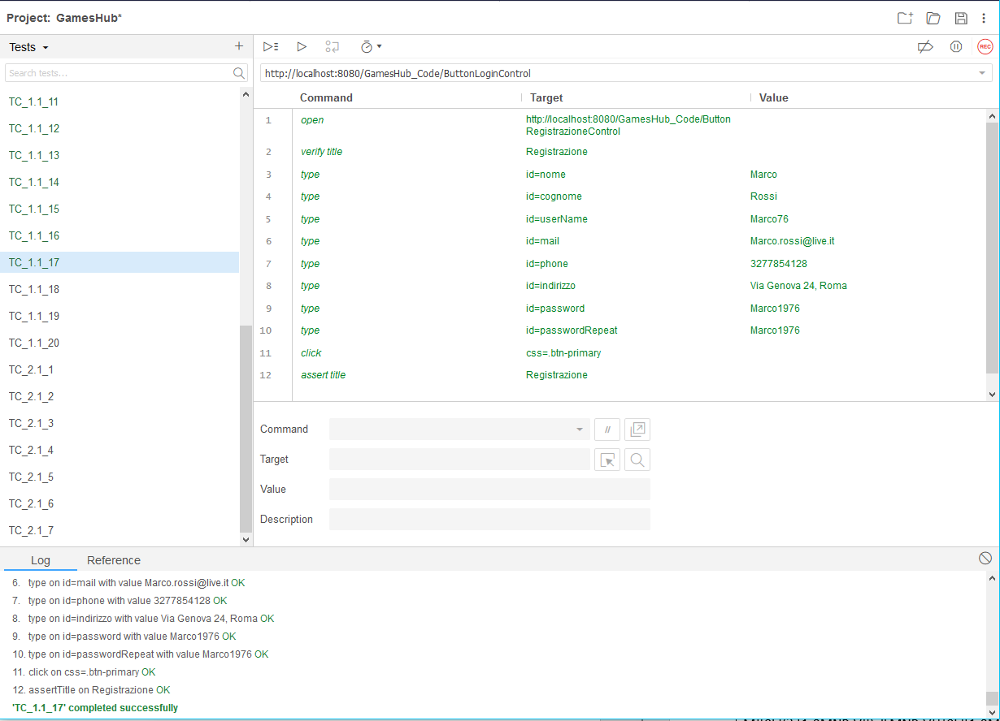 Project: GamesHub*
Tests
+
Search tests...
REC
http://localhost:8080/GamesHub_Code/ButtonLoginControl
TC_1.1_11
TC_1.1_12
TC_1.1_13
TC_1.1_14
TC_1.1_15
TC_1.1_16
TC_1.1_17
TC_1.1_18
TC_1.1_19
TC_1.1_20
TC_2.1_1
TC_2.1_2
TC_2.1_3
TC_2.1_4
TC_2.1_5
TC_2.1_6
TC_2.1_7
Command Target Value
1 open http://localhost:8080/GamesHub_Code/Button
RegistrazioneControl
2 verify title Registrazione
3 type id=nome Marco
4 type id=cognome Rossi
5 type id=userName Marco76
6 type id=mail Marco.rossi@live.it
7 type id=phone 3277854128
8 type id=indirizzo Via Genova 24, Roma
9 type id=password Marco1976
10 type id=passwordRepeat Marco1976
11 click css=.btn-primary
12 assert title Registrazione
Command //
Target
Value
Description
Log Reference
6. type on id=mail with value Marco.rossi@live.it OK
7. type on id=phone with value 3277854128 OK
8. type on id=indirizzo with value Via Genova 24, Roma OK
9. type on id=password with value Marco1976 OK
10. type on id=passwordRepeat with value Marco1976 OK
11. click on css=.btn-primary OK
12. assertTitle on Registrazione OK
'TC_1.1_17' completed successfully